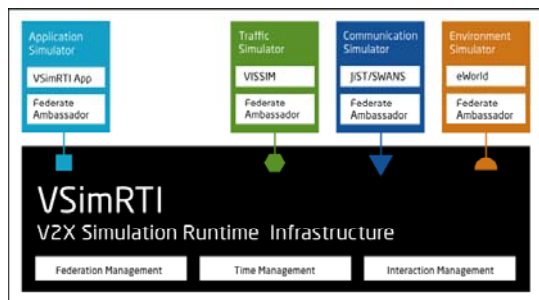 Application
Simulator
VSimRTI App
Federate
Ambassador
Traffic
Simulator
VISSIM
Federate
Ambassador
Communication
Simulator
JiST/SWANS
Federate
Ambassador
Environment
Simulator
eWorld
Federate
Ambassador
VSimRTI
V2X Simulation Runtime Infrastructure
Federation Management
Time Management
Interaction Management